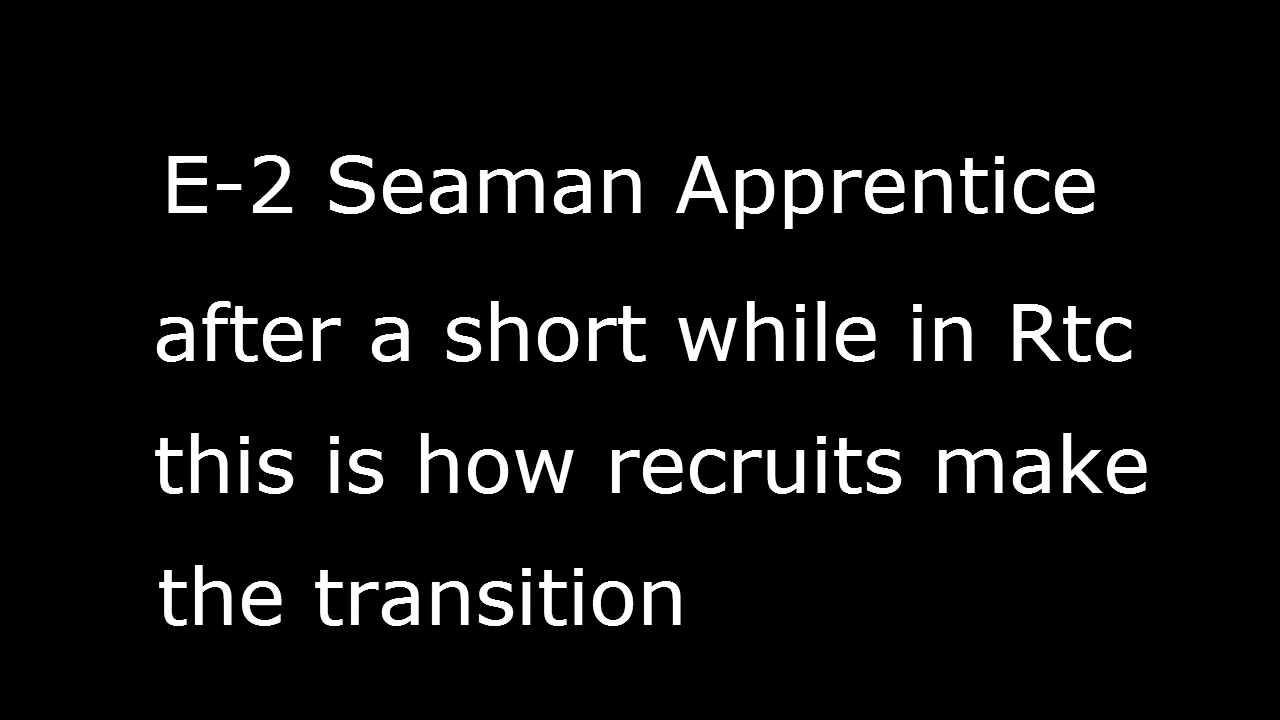 E-2 Seaman Apprentice
after a short while in Rtc
this is how recruits make
the transition